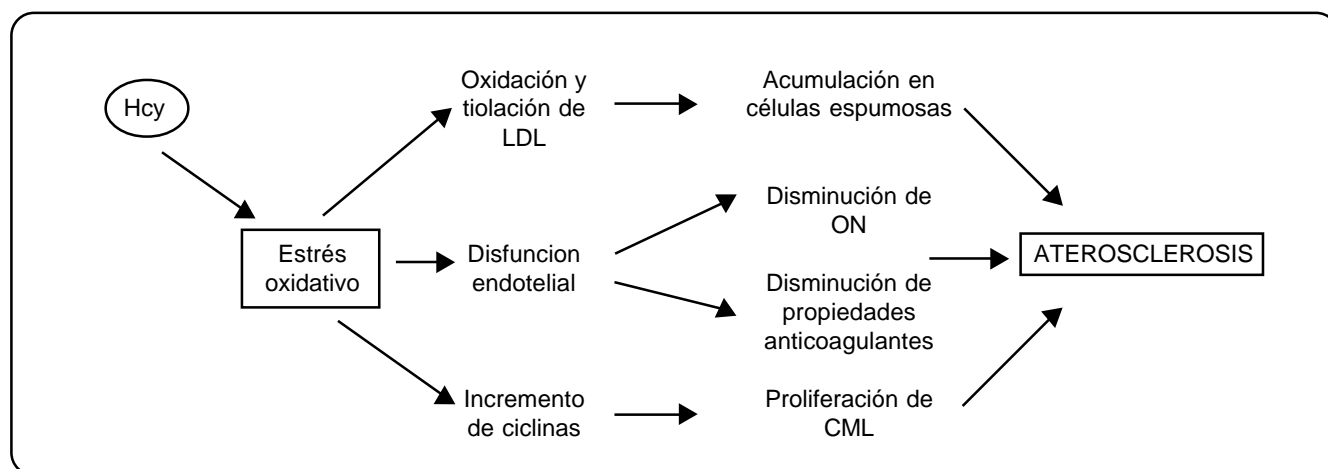 Hcy
Estrés
oxidativo
Oxidación y
tiolación de
LDL
Acumulación en
células espumosas
Disfuncion
endotelial
Disminución de
ON
Disminución de
propiedades
anticoagulantes
Incremento
de ciclinas
Proliferación de
CML
ATEROSCLEROSIS